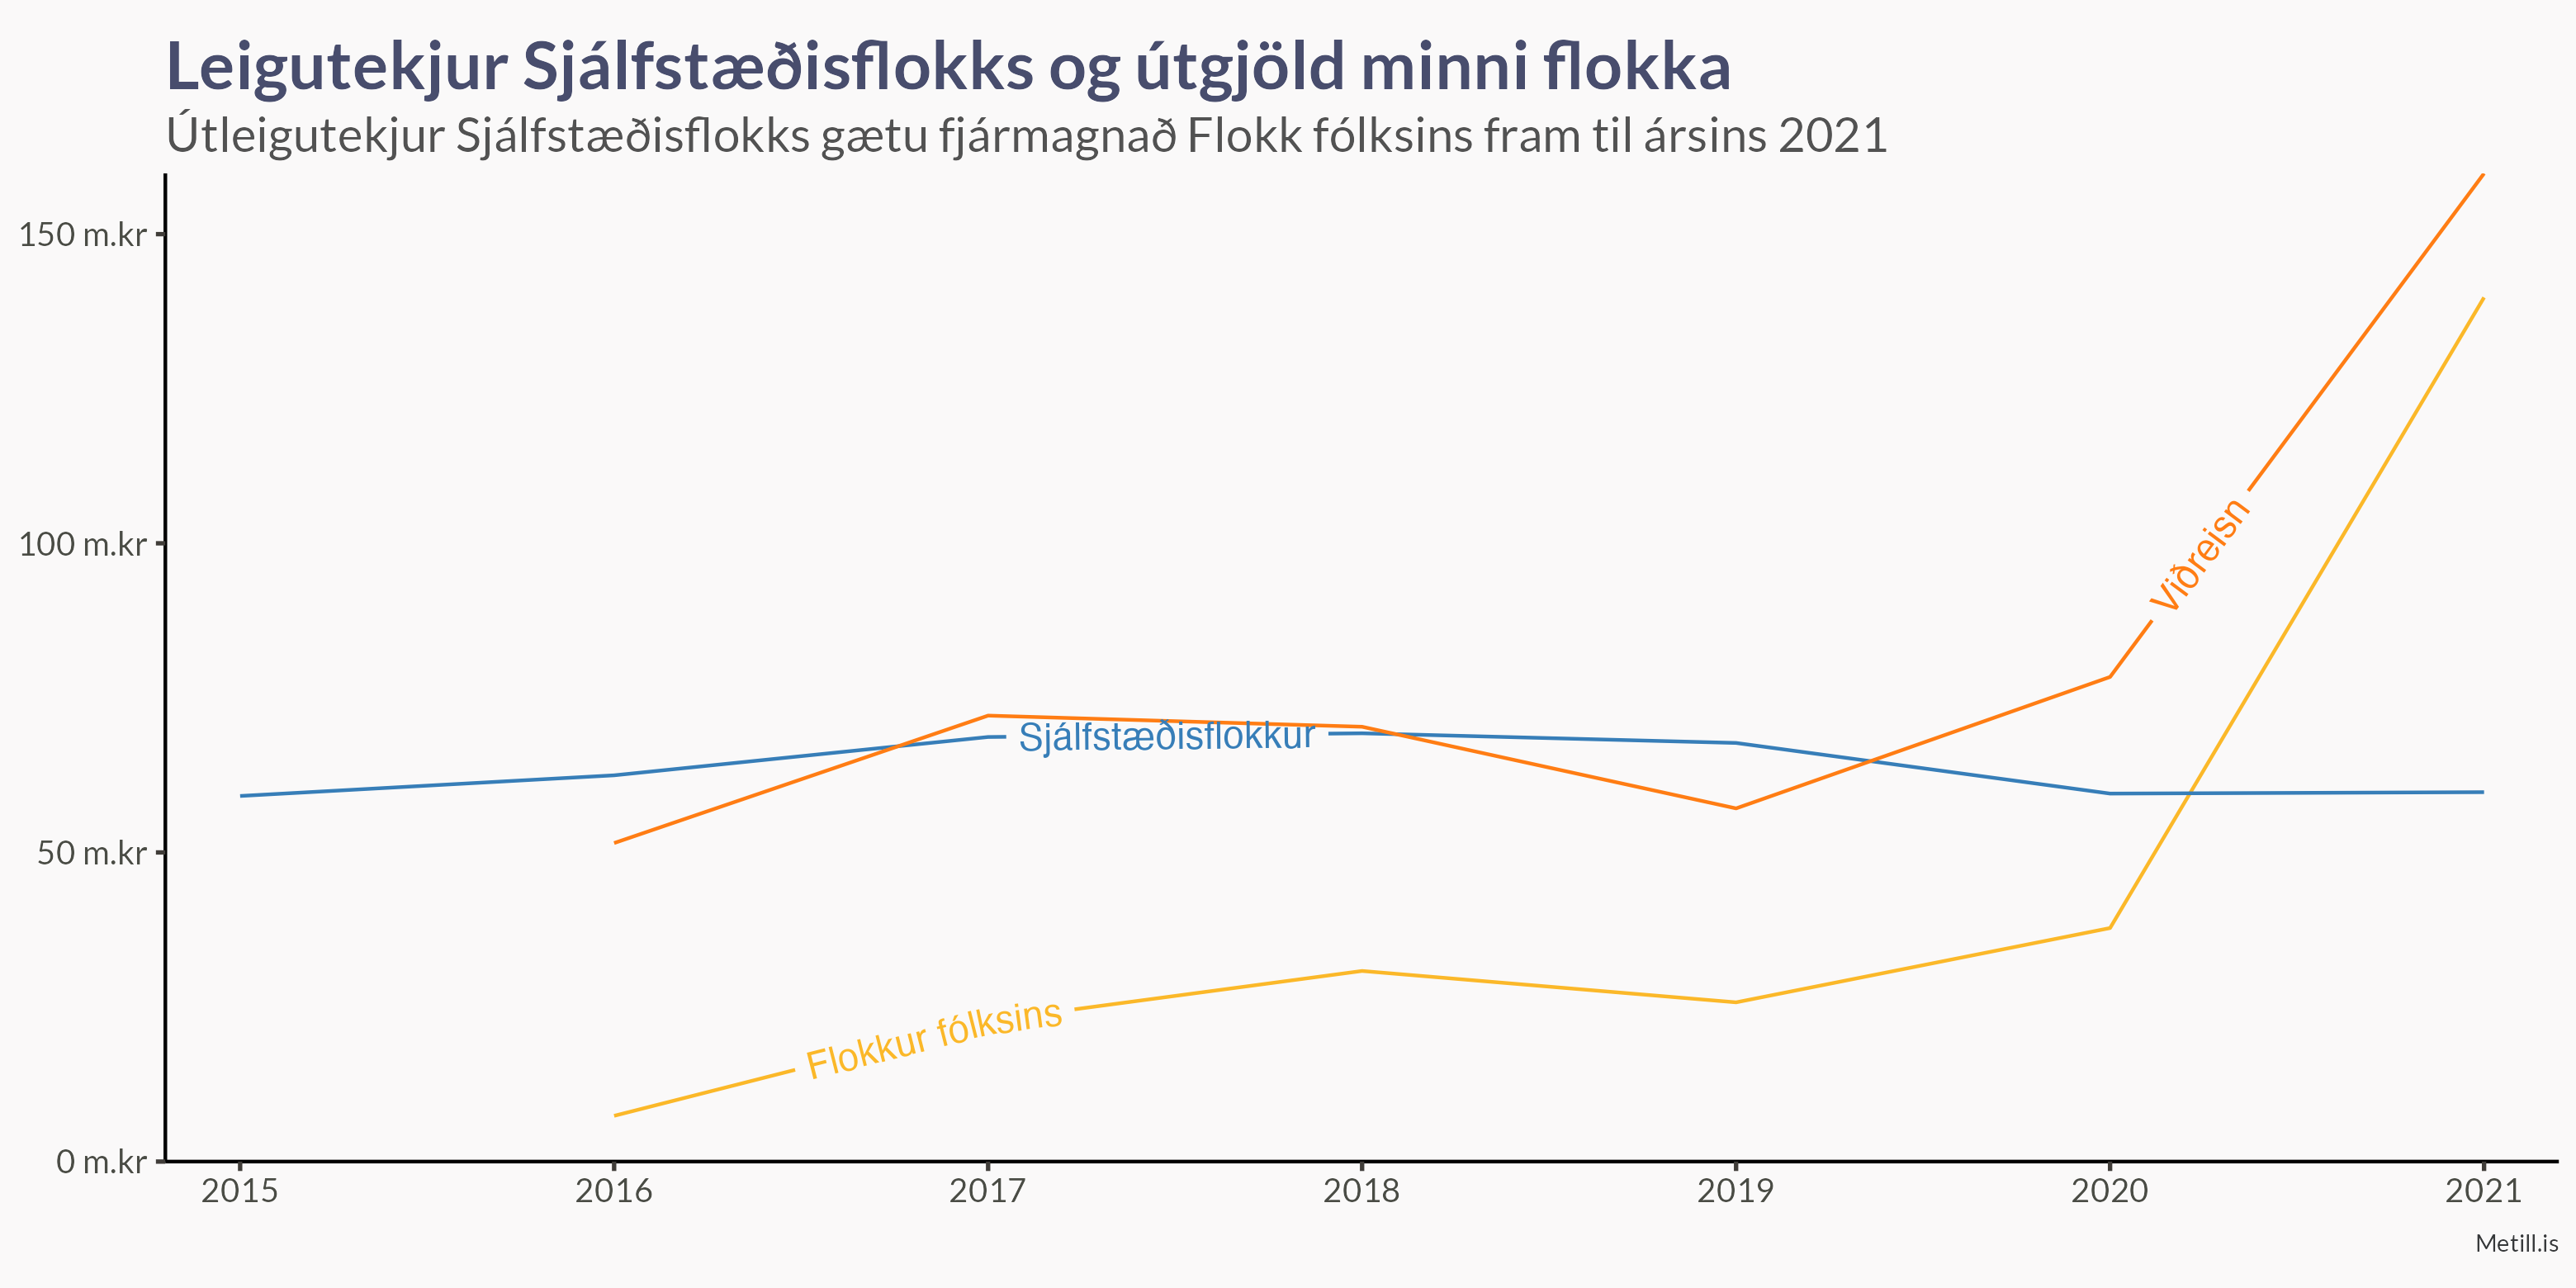 Leigutekjur Sjálfstæðisflokks og útgjöld minni flokka
Útleigutekjur Sjálfstæðisflokks gætu fjármagnað Flokk fólksins fram til ársins 2021
150 m.kr
100 m.kr
50 m.kr
0 m.kr
Viðreisn
Sjálfstæðisflokkur
Flokkur fólksins
2015 2016 2017 2018 2019 2020 2021
Metill.is